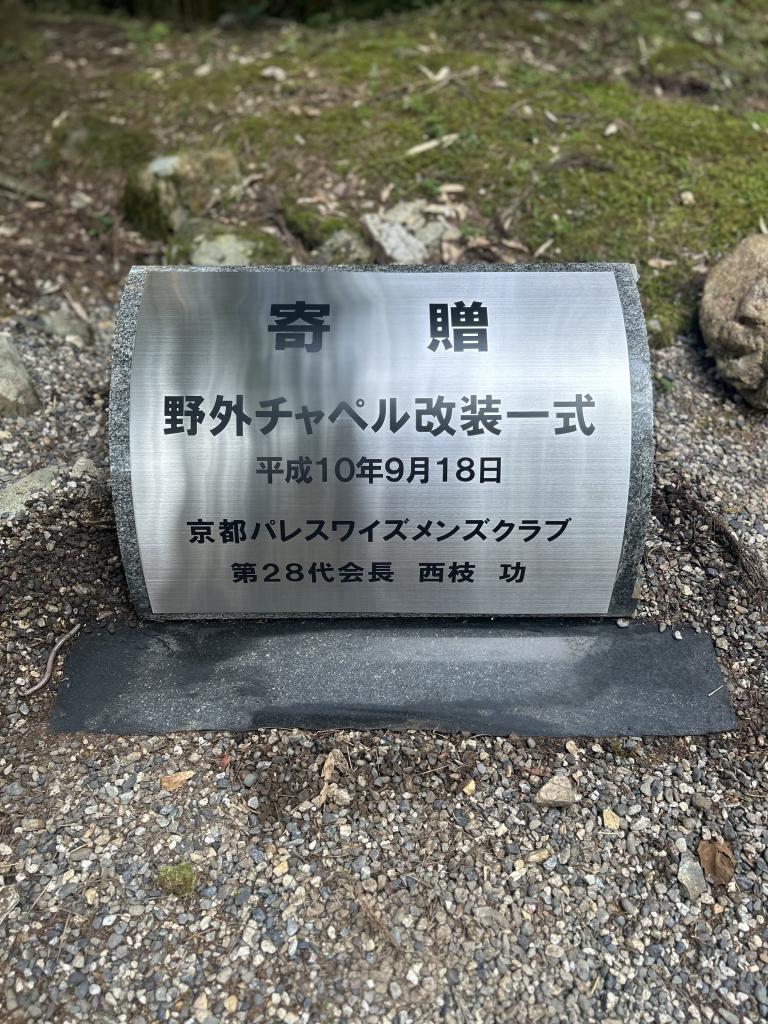 寄　贈
野外チャペル改装一式
平成10年9月18日
京都パレスワイズメンズクラブ
第28代会長　西枝　功